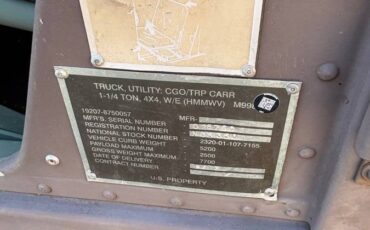 TRUCK, UTILITY: CGO/TRP CARR
1-1/4 TON, 4X4, W/E (HMMWV) M998
19207-8750057 MFR-
MFR'S. SERIAL NUMBER
REGISTRATION NUMBER
NATIONAL STOCK NUMBER 2320-01-107-7155
VEHICLE CURB WEIGHT 5200
PAYLOAD MAXIMUM 2500
GROSS WEIGHT MAXIMUM 7700
DATE OF DELIVERY
CONTRACT NUMBER
U.S. PROPERTY